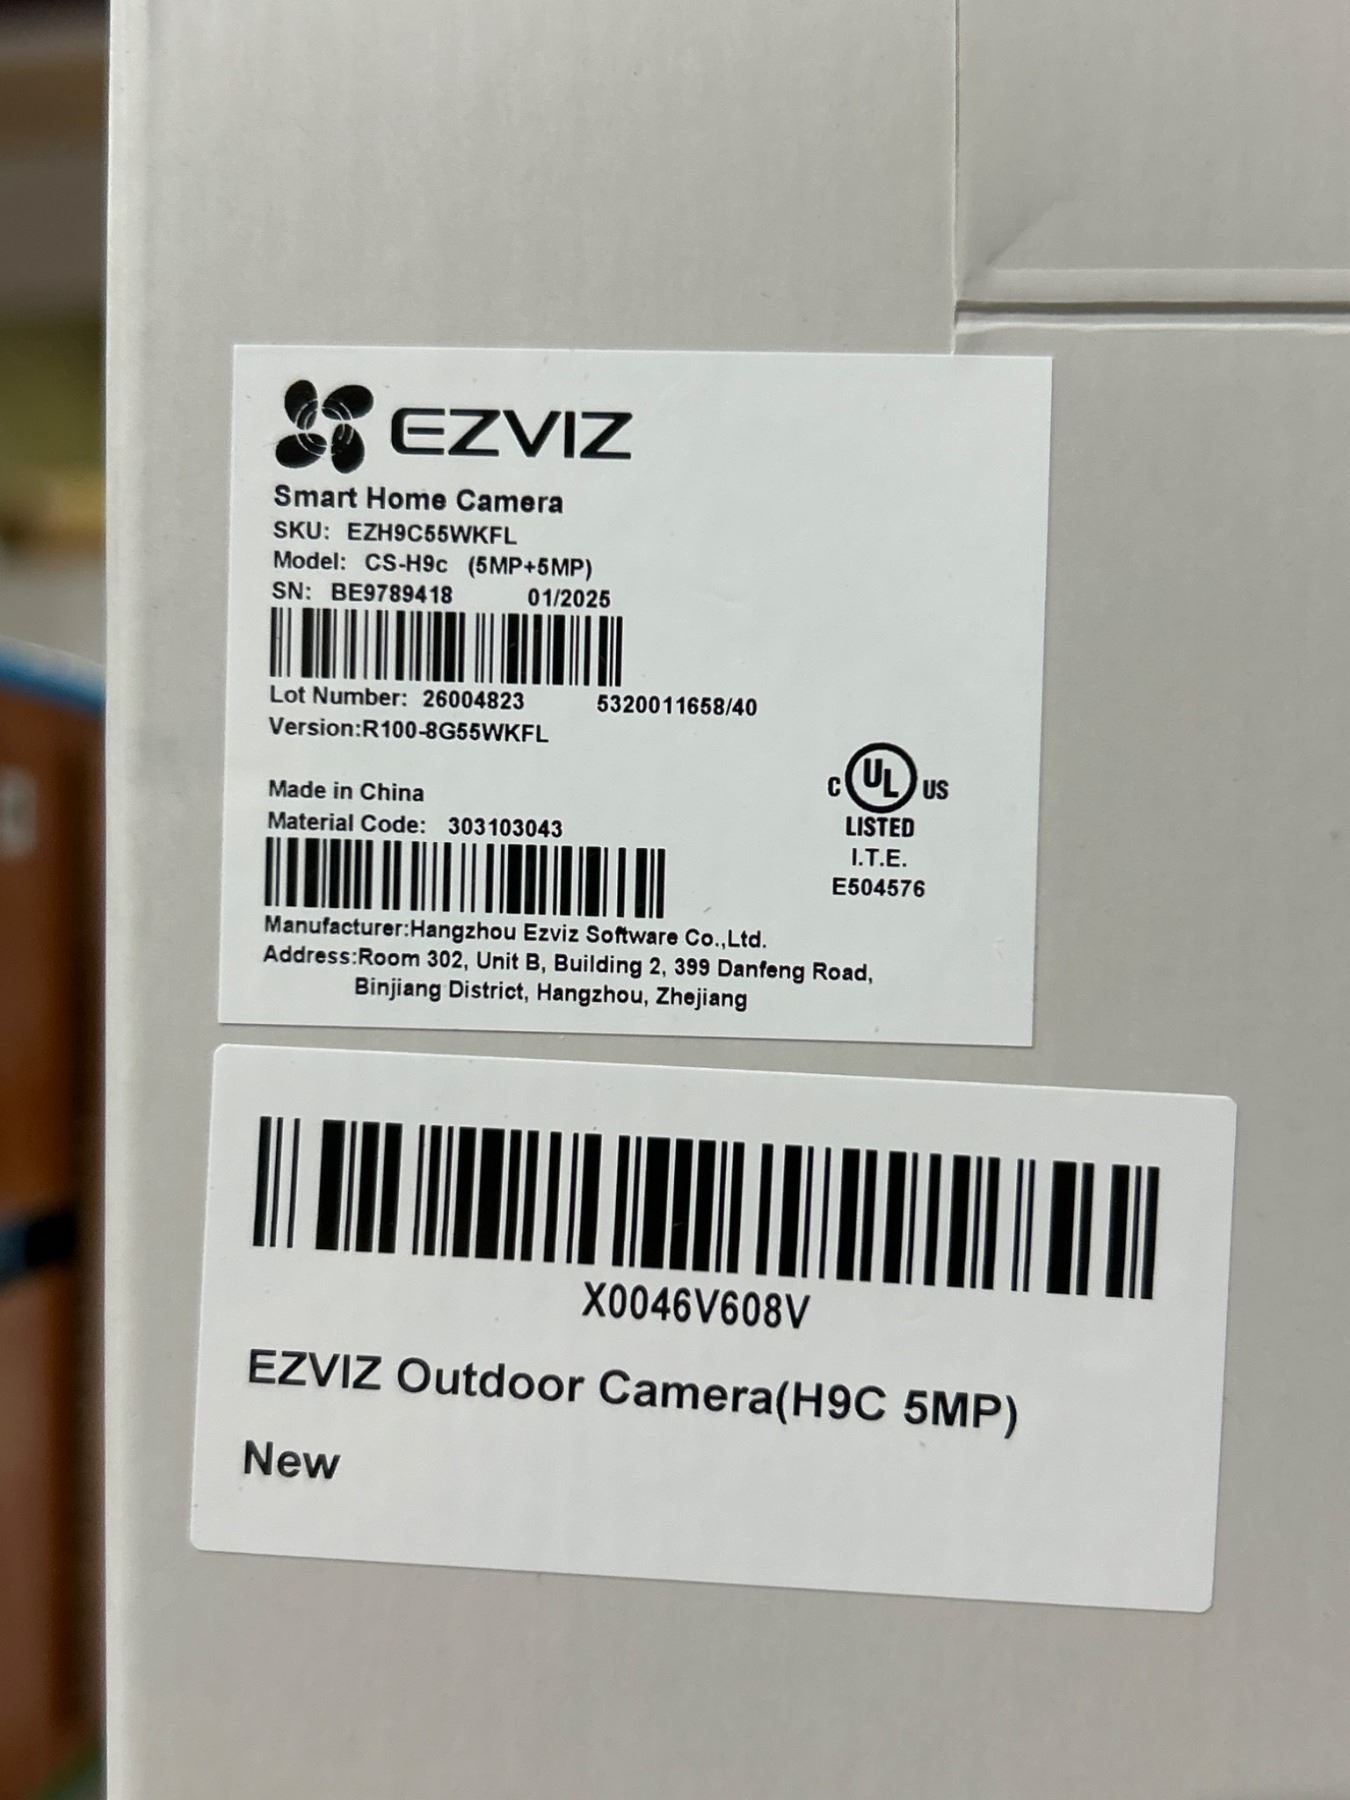 EZVIZ
Smart Home Camera
SKU: EZH9C55WKFL
Model: CS-H9c (5MP+5MP)
SN: BE9789418 01/2025
Lot Number: 26004823 5320011658/40
Version:R100-8G55WKFL
Made in China
Material Code: 303103043
C UL US
LISTED
I.T.E.
E504576
Manufacturer:Hangzhou Ezviz Software Co.,Ltd.
Address:Room 302, Unit B, Building 2, 399 Danfeng Road,
Binjiang District, Hangzhou, Zhejiang
X0046V608V
EZVIZ Outdoor Camera(H9C 5MP)
New